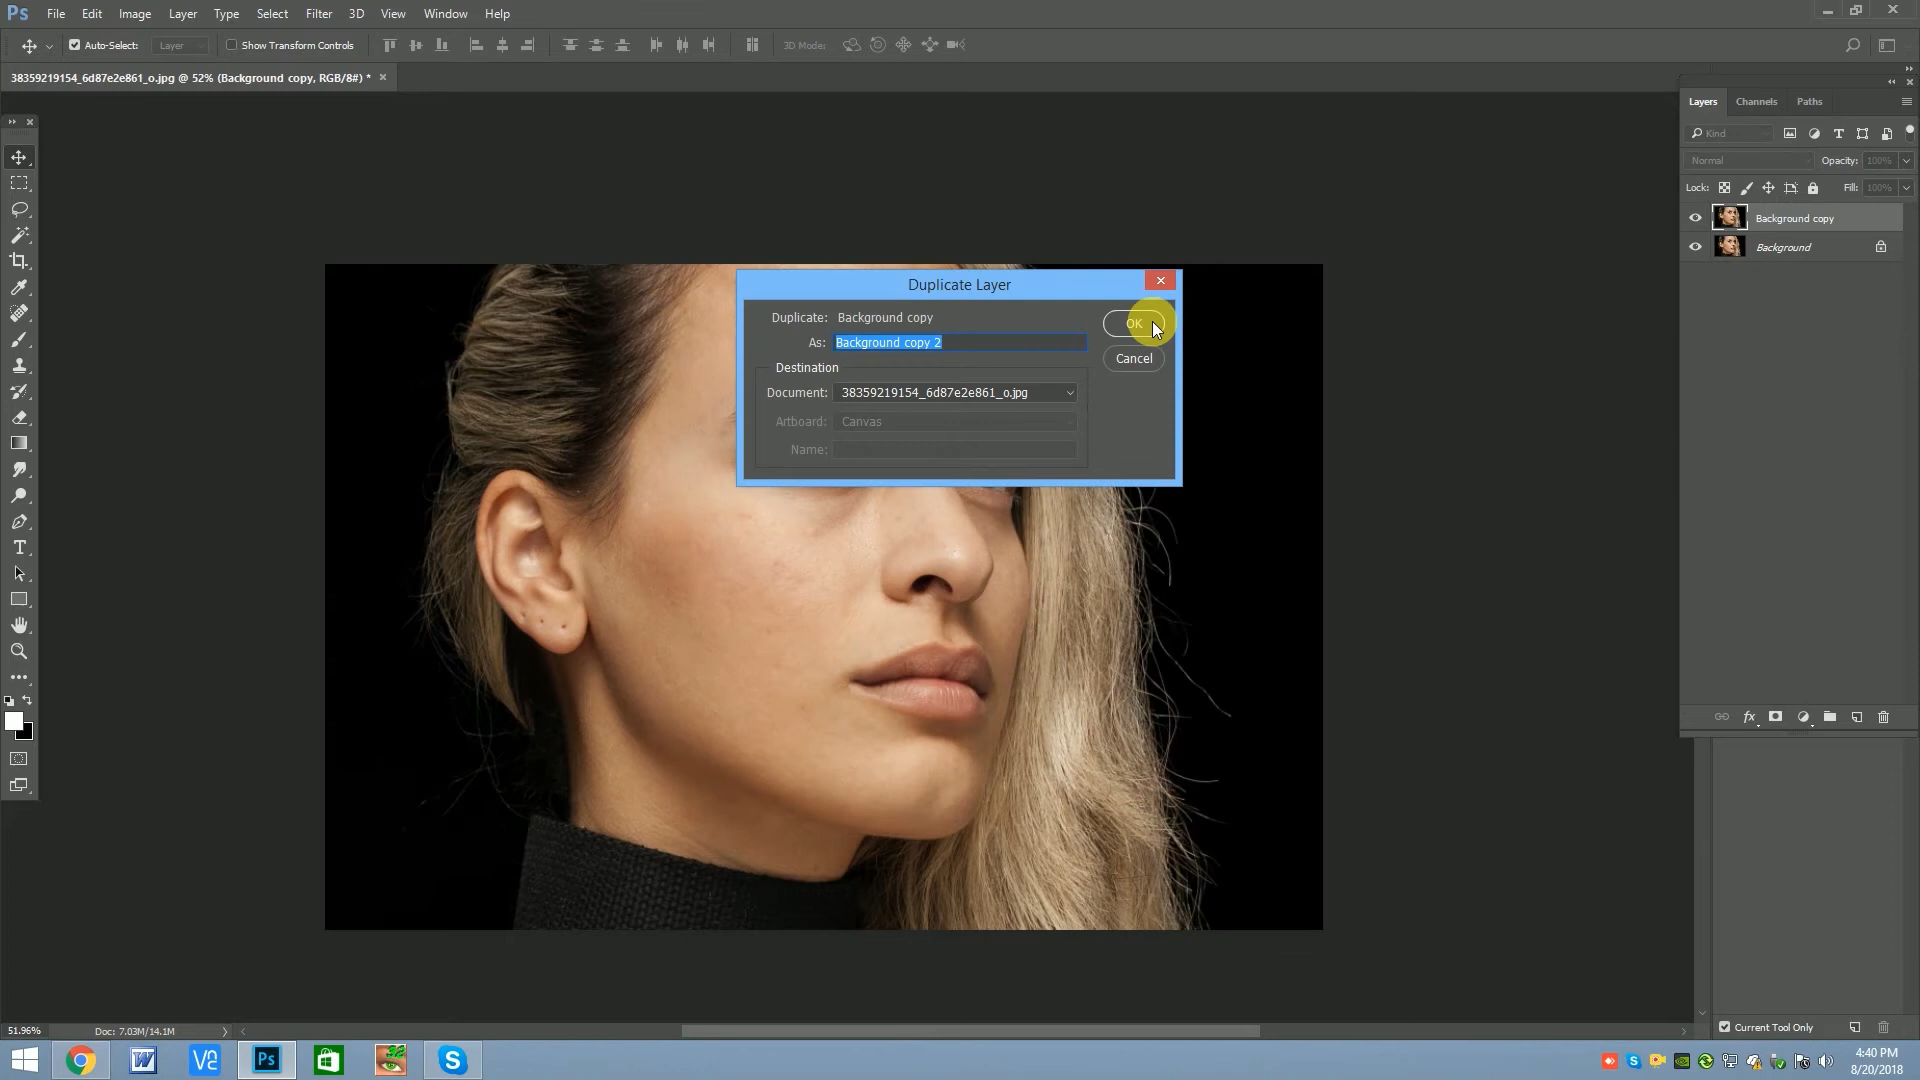 Ps File Edit Image Layer Type Select Filter 3D View Window Help
Auto-Select: Layer Show Transform Controls 3D Mode:
38359219154_6d87e2e861_o.jpg @ 52% (Background copy, RGB/8#) *
Layers Channels Paths
Kind
Normal Opacity: 100%
Lock: Fill: 100%
Background copy
Background
Duplicate Layer
Duplicate: Background copy
OK
As: Background copy 2
Cancel
Destination
Document: 38359219154_6d87e2e861_o.jpg
Artboard: Canvas
Name:
fx
51.96% Doc: 7.03M/14.1M
Current Tool Only
Ps
4:40 PM
8/20/2018